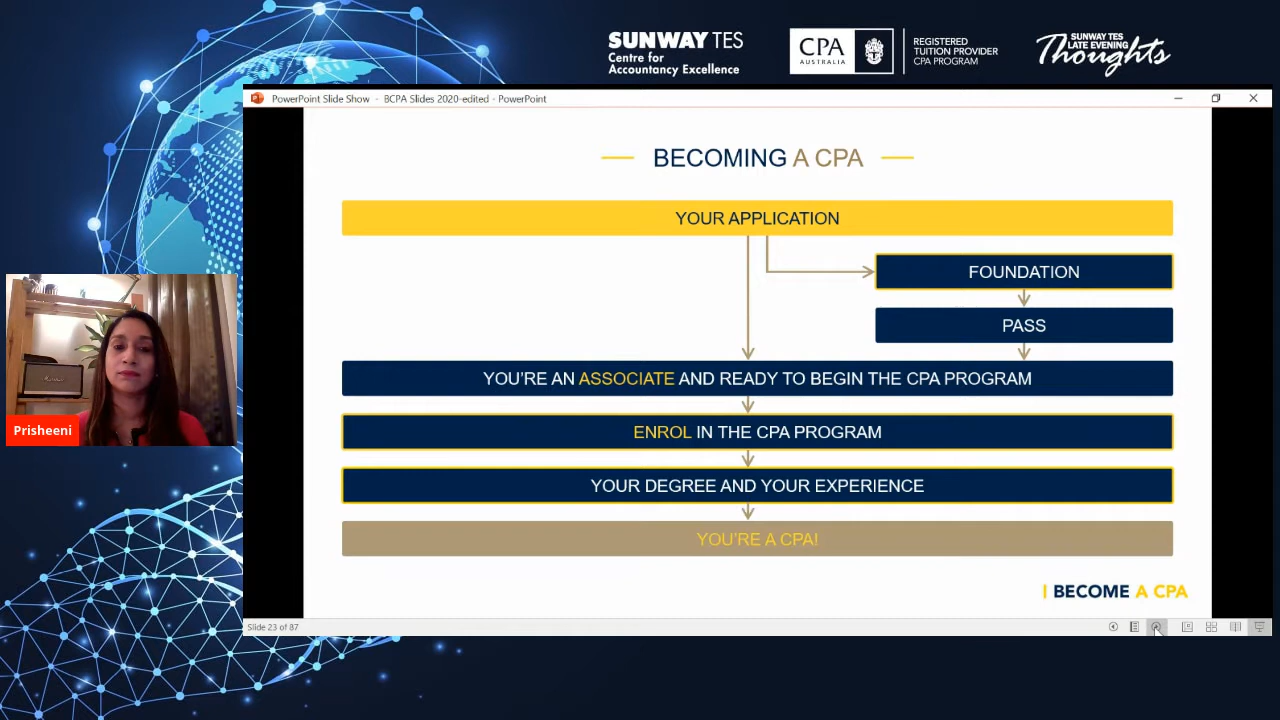 SUNWAY TES
Centre for
Accountancy Excellence
CPA
AUSTRALIA
REGISTERED
TUITION PROVIDER
CPA PROGRAM
SUNWAY TES
LATE EVENING
Thoughts
PowerPoint Slide Show - BCPA Slides 2020-edited - PowerPoint
BECOMING A CPA
YOUR APPLICATION
FOUNDATION
PASS
YOU'RE AN ASSOCIATE AND READY TO BEGIN THE CPA PROGRAM
ENROL IN THE CPA PROGRAM
YOUR DEGREE AND YOUR EXPERIENCE
YOU'RE A CPA!
BECOME A CPA
Prisheeni
Slide 23 of 87